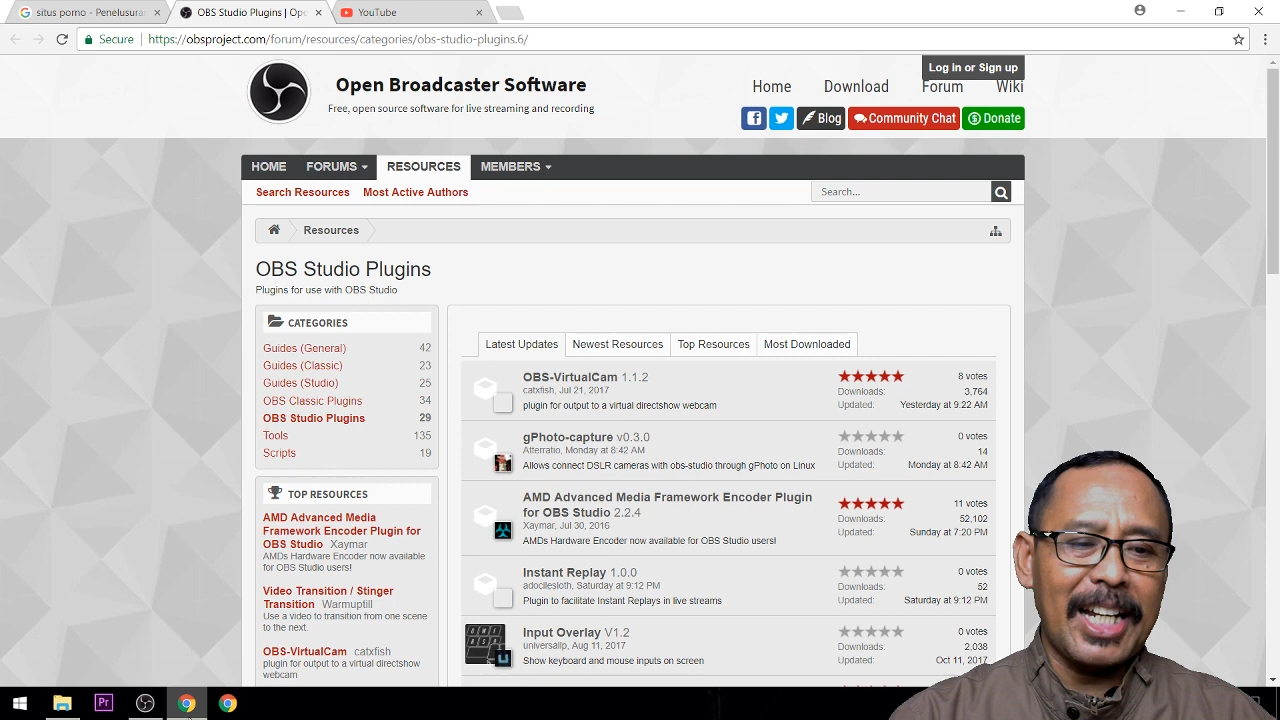 situs porno - Penelusura
OBS Studio Plugins | Ope
YouTube
Secure
https://obsproject.com/forum/resources/categories/obs-studio-plugins.6/
Log in or Sign up
Open Broadcaster Software
Free, open source software for live streaming and recording
Home Download Forum Wiki
Blog Community Chat Donate
HOME FORUMS RESOURCES MEMBERS
Search Resources Most Active Authors
Search...
Resources
OBS Studio Plugins
Plugins for use with OBS Studio
CATEGORIES
Guides (General) 42
Guides (Classic) 23
Guides (Studio) 25
OBS Classic Plugins 34
OBS Studio Plugins 29
Tools 135
Scripts 19
TOP RESOURCES
AMD Advanced Media
Framework Encoder Plugin for
OBS Studio Xaymar
AMDs Hardware Encoder now available
for OBS Studio users!
Video Transition / Stinger
Transition Warmuptill
Use a video to transition from one scene
to the next.
OBS-VirtualCam catxfish
plugin for output to a virtual directshow
webcam
Latest Updates Newest Resources Top Resources Most Downloaded
OBS-VirtualCam 1.1.2
catxfish, Jul 21, 2017
plugin for output to a virtual directshow webcam
8 votes
Downloads: 3,764
Updated: Yesterday at 9:22 AM
gPhoto-capture v0.3.0
Atterratio, Monday at 8:42 AM
Allows connect DSLR cameras with obs-studio through gPhoto on Linux
0 votes
Downloads: 14
Updated: Monday at 8:42 AM
AMD Advanced Media Framework Encoder Plugin
for OBS Studio 2.2.4
Xaymar, Jul 30, 2016
AMDs Hardware Encoder now available for OBS Studio users!
11 votes
Downloads: 52,102
Updated: Sunday at 7:20 PM
Instant Replay 1.0.0
adocilesloth, Saturday at 9:12 PM
Plugin to facilitate Instant Replays in live streams
0 votes
Downloads: 52
Updated: Saturday at 9:12 PM
Input Overlay V1.2
universallp, Aug 11, 2017
Show keyboard and mouse inputs on screen
0 votes
Downloads: 2,038
Updated: Oct 11, 2017
Pr